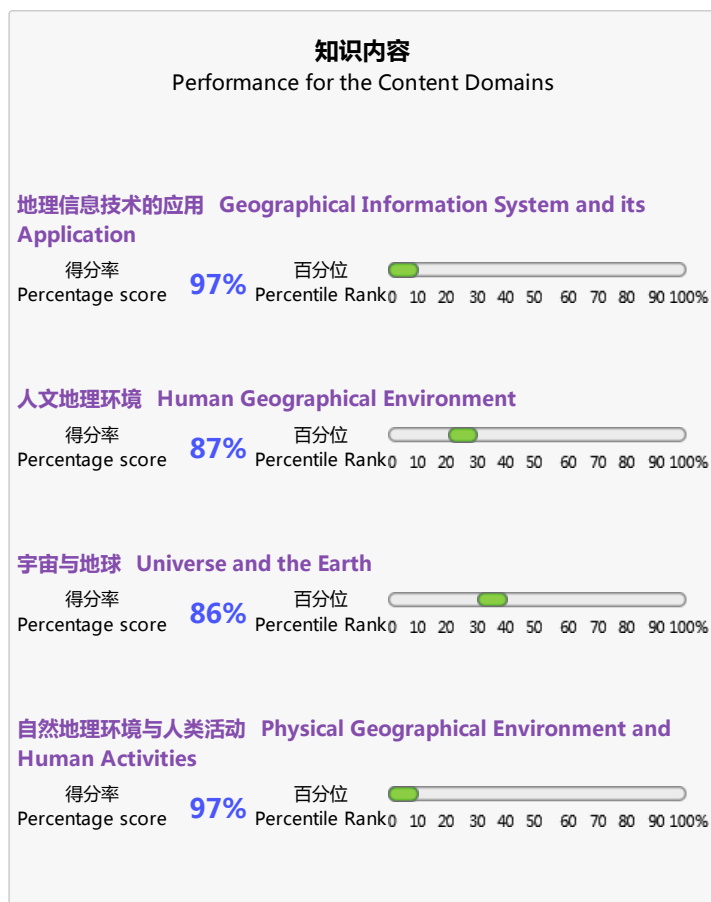 知识内容
Performance for the Content Domains
地理信息技术的应用 Geographical Information System and its
Application
得分率 百分位
Percentage score 97% Percentile Rank 0 10 20 30 40 50 60 70 80 90 100%
人文地理环境 Human Geographical Environment
得分率 百分位
Percentage score 87% Percentile Rank 0 10 20 30 40 50 60 70 80 90 100%
宇宙与地球 Universe and the Earth
得分率 百分位
Percentage score 86% Percentile Rank 0 10 20 30 40 50 60 70 80 90 100%
自然地理环境与人类活动 Physical Geographical Environment and
Human Activities
得分率 百分位
Percentage score 97% Percentile Rank 0 10 20 30 40 50 60 70 80 90 100%